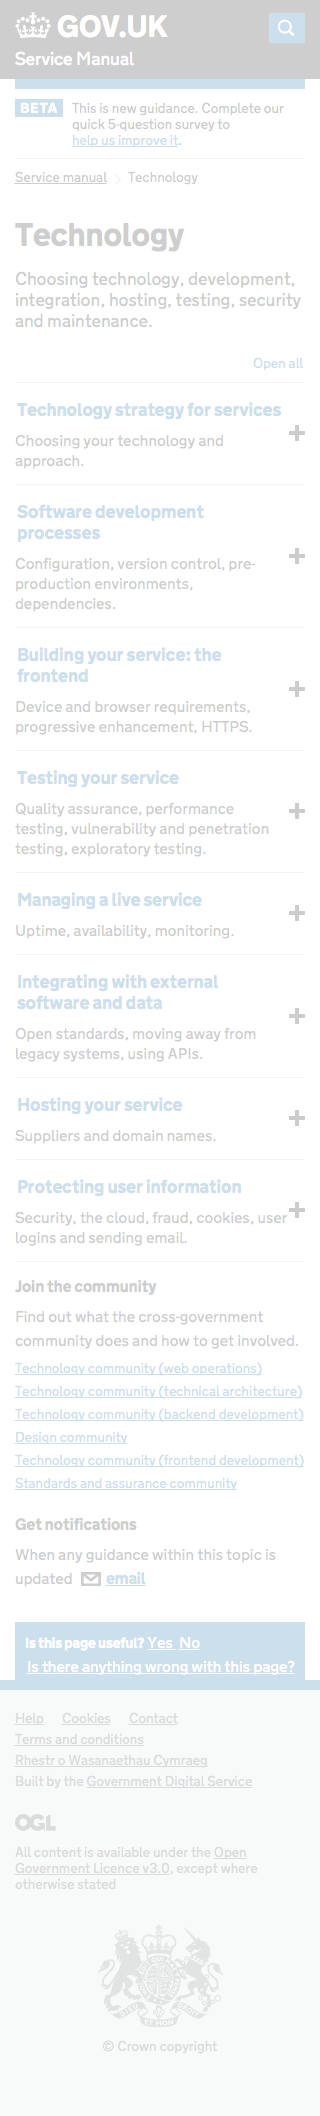 GOV.UK
Service Manual
BETA This is new guidance. Complete our
quick 5-question survey to
help us improve it.
Service manual Technology
Technology
Choosing technology, development,
integration, hosting, testing, security
and maintenance.
Open all
Technology strategy for services
Choosing your technology and
approach.
Software development
processes
Configuration, version control, pre-
production environments,
dependencies.
Building your service: the
frontend
Device and browser requirements,
progressive enhancement, HTTPS.
Testing your service
Quality assurance, performance
testing, vulnerability and penetration
testing, exploratory testing.
Managing a live service
Uptime, availability, monitoring.
Integrating with external
software and data
Open standards, moving away from
legacy systems, using APIs.
Hosting your service
Suppliers and domain names.
Protecting user information
Security, the cloud, fraud, cookies, user
logins and sending email.
Join the community
Find out what the cross-government
community does and how to get involved.
Technology community (web operations)
Technology community (technical architecture)
Technology community (backend development)
Design community
Technology community (frontend development)
Standards and assurance community
Get notifications
When any guidance within this topic is
updated email
Is this page useful? Yes No
Is there anything wrong with this page?
Help Cookies Contact
Terms and conditions
Rhestr o Wasanaethau Cymraeg
Built by the Government Digital Service
OGL
All content is available under the Open
Government Licence v3.0, except where
otherwise stated
© Crown copyright